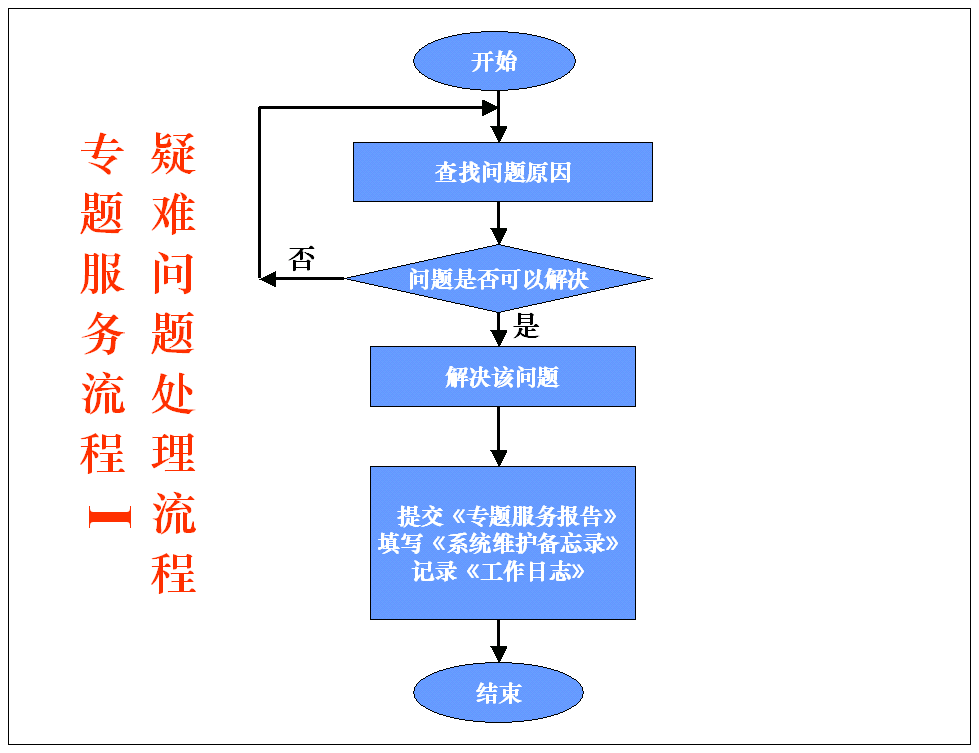 疑难问题处理流程
专题服务流程 I
开始
查找问题原因
问题是否可以解决
否
是
解决该问题
提交《专题服务报告》
填写《系统维护备忘录》
记录《工作日志》
结束